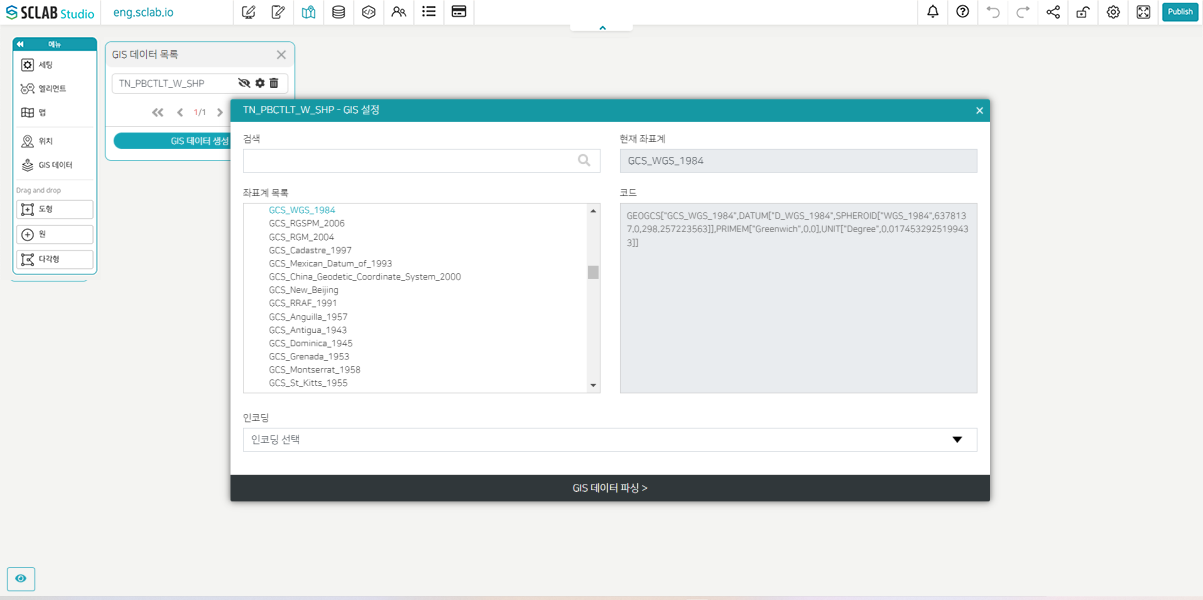 SCLAB Studio
eng.sclab.io
Publish
메뉴
세팅
엘리먼트
맵
위치
GIS 데이터
Drag and drop
도형
원
다각형
GIS 데이터 목록
TN_PBCTLT_W_SHP
1/1
GIS 데이터 생성
TN_PBCTLT_W_SHP - GIS 설정
검색
좌표계 목록
GCS_WGS_1984
GCS_RGSPM_2006
GCS_RGM_2004
GCS_Cadastre_1997
GCS_Mexican_Datum_of_1993
GCS_China_Geodetic_Coordinate_System_2000
GCS_New_Beijing
GCS_RRAF_1991
GCS_Anguilla_1957
GCS_Antigua_1943
GCS_Dominica_1945
GCS_Grenada_1953
GCS_Montserrat_1958
GCS_St_Kitts_1955
현재 좌표계
GCS_WGS_1984
코드
GEOGCS["GCS_WGS_1984",DATUM["D_WGS_1984",SPHEROID["WGS_1984",637813
7,0,298,257223563]],PRIMEM["Greenwich",0,0],UNIT["Degree",0,017453292519943
3]]
인코딩
인코딩 선택
GIS 데이터 파싱 >